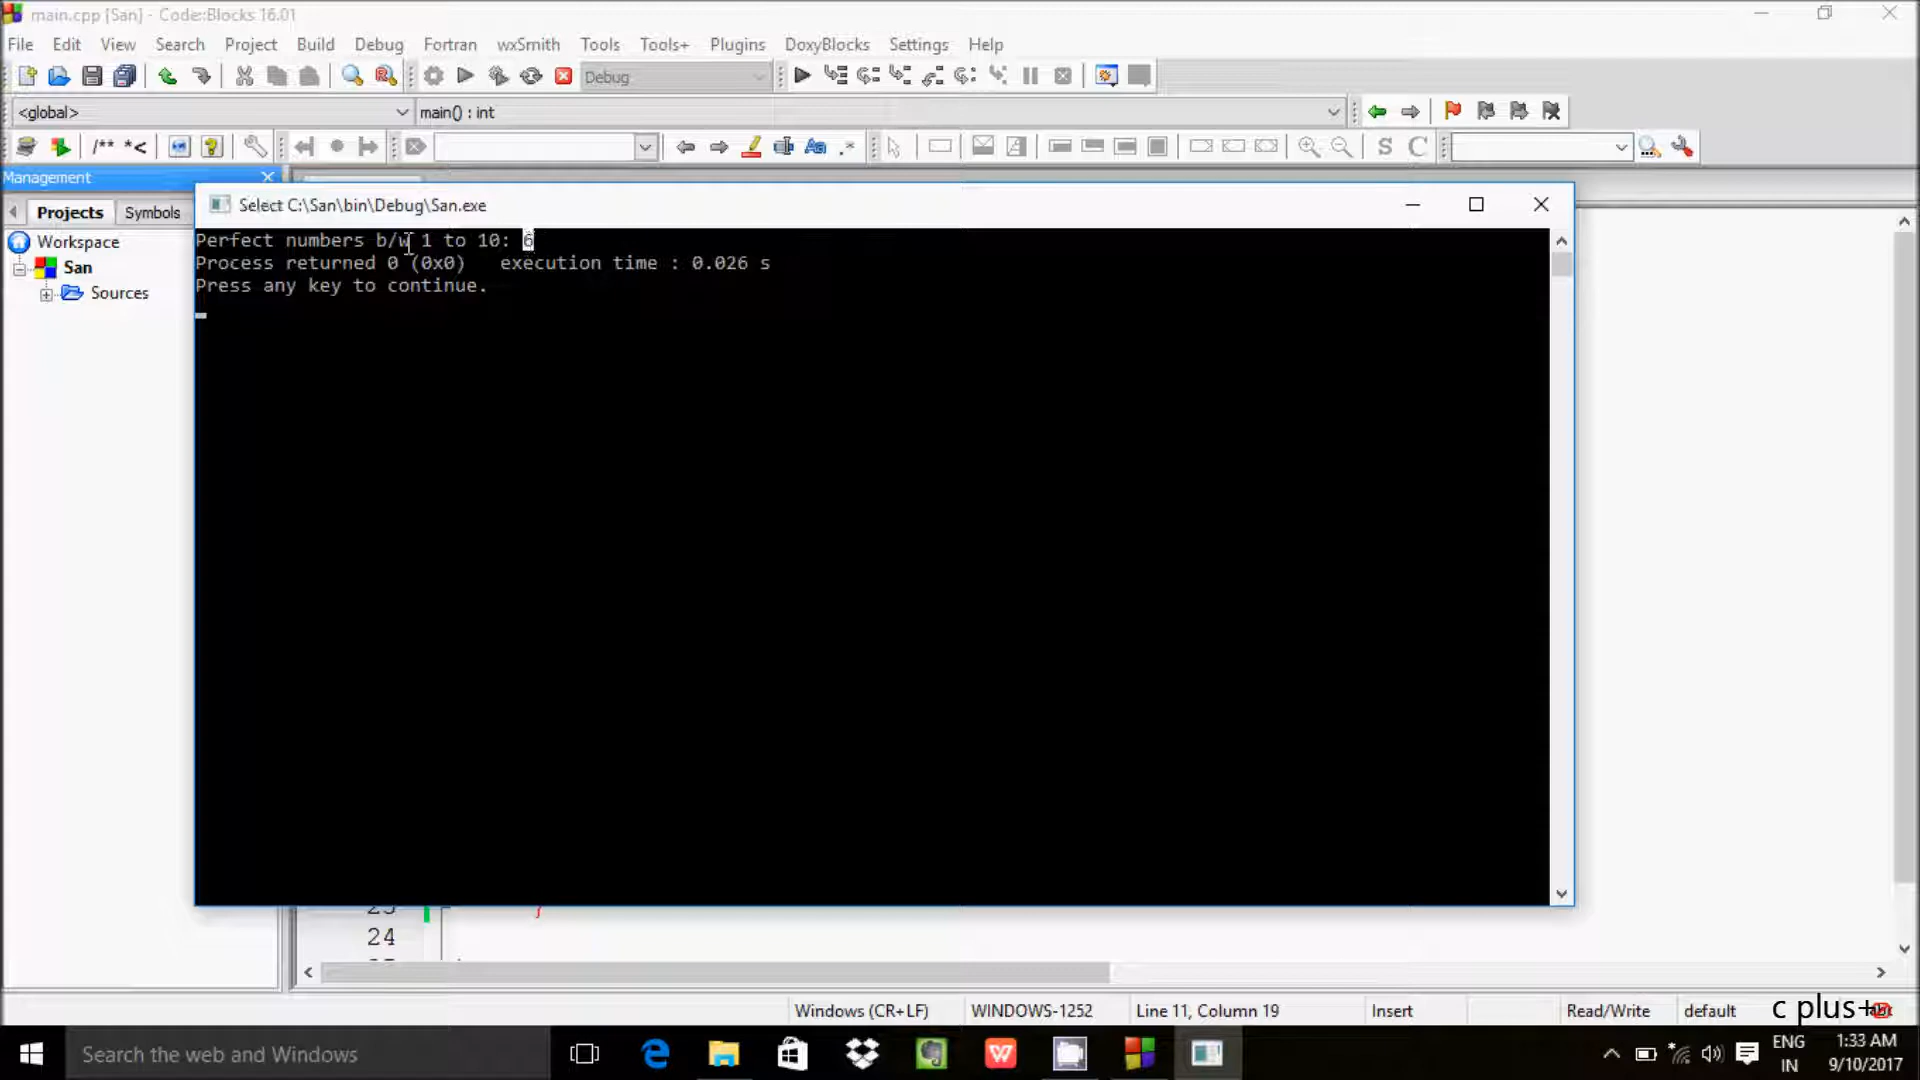 main.cpp [San] - Code::Blocks 16.01
File Edit View Search Project Build Debug Fortran wxSmith Tools Tools+ Plugins DoxyBlocks Settings Help
Debug
<global> main() : int
/** *<
S C
Management
Projects Symbols
Select C:\San\bin\Debug\San.exe
Workspace
San
Sources
Perfect numbers b/w 1 to 10: 6
Process returned 0 (0x0)   execution time : 0.026 s
Press any key to continue.
23 }
24
Windows (CR+LF) WINDOWS-1252 Line 11, Column 19 Insert Read/Write default
c plus+
Search the web and Windows
ENG
IN
1:33 AM
9/10/2017